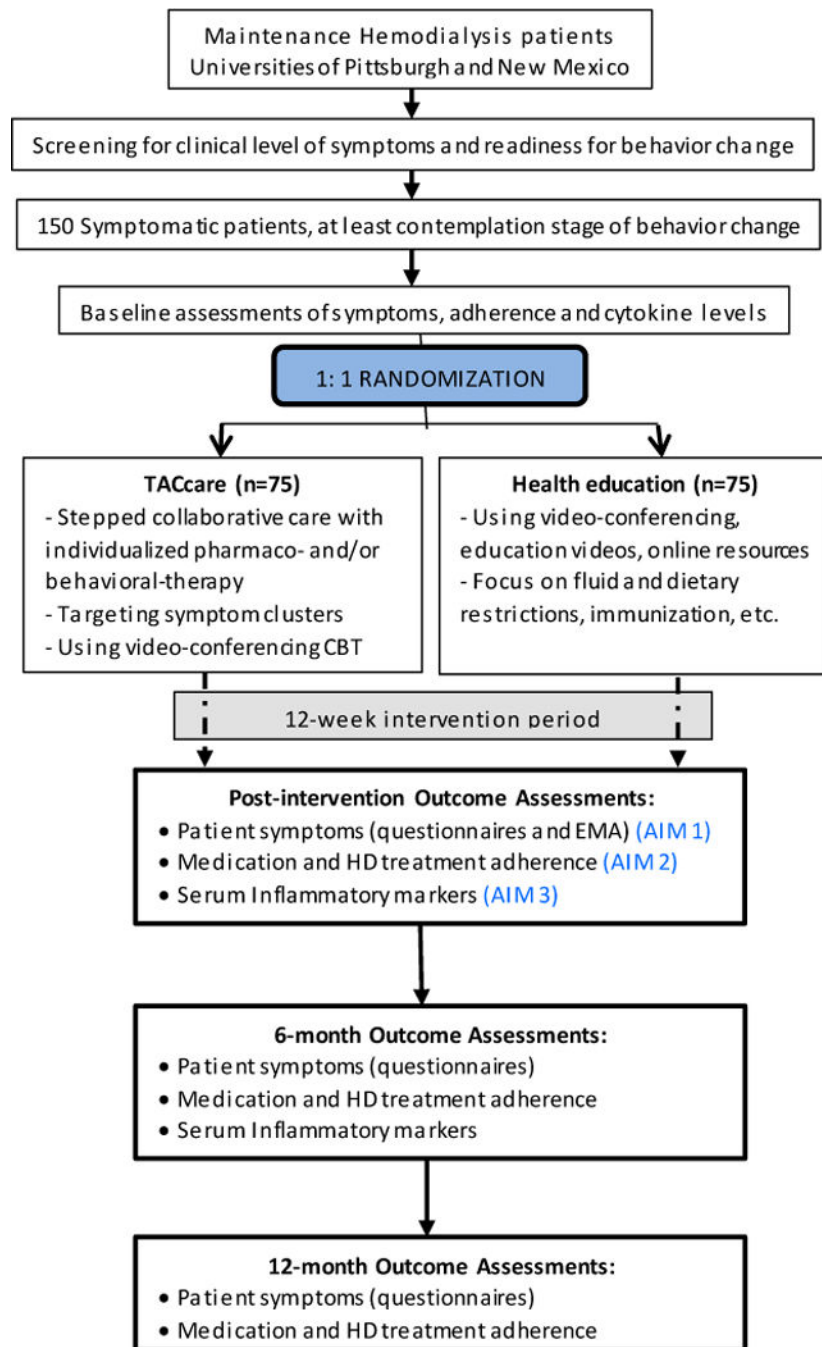 Maintenance Hemodialysis patients
Universities of Pittsburgh and New Mexico
Screening for clinical level of symptoms and readiness for behavior change
150 Symptomatic patients, at least contemplation stage of behavior change
Baseline assessments of symptoms, adherence and cytokine levels
1: 1 RANDOMIZATION
TACcare (n=75)
- Stepped collaborative care with
individualized pharmaco- and/or
behavioral-therapy
- Targeting symptom clusters
- Using video-conferencing CBT
Health education (n=75)
- Using video-conferencing,
education videos, online resources
- Focus on fluid and dietary
restrictions, immunization, etc.
12-week intervention period
Post-intervention Outcome Assessments:
• Patient symptoms (questionnaires and EMA) (AIM 1)
• Medication and HD treatment adherence (AIM 2)
• Serum Inflammatory markers (AIM 3)
6-month Outcome Assessments:
• Patient symptoms (questionnaires)
• Medication and HD treatment adherence
• Serum Inflammatory markers
12-month Outcome Assessments:
• Patient symptoms (questionnaires)
• Medication and HD treatment adherence